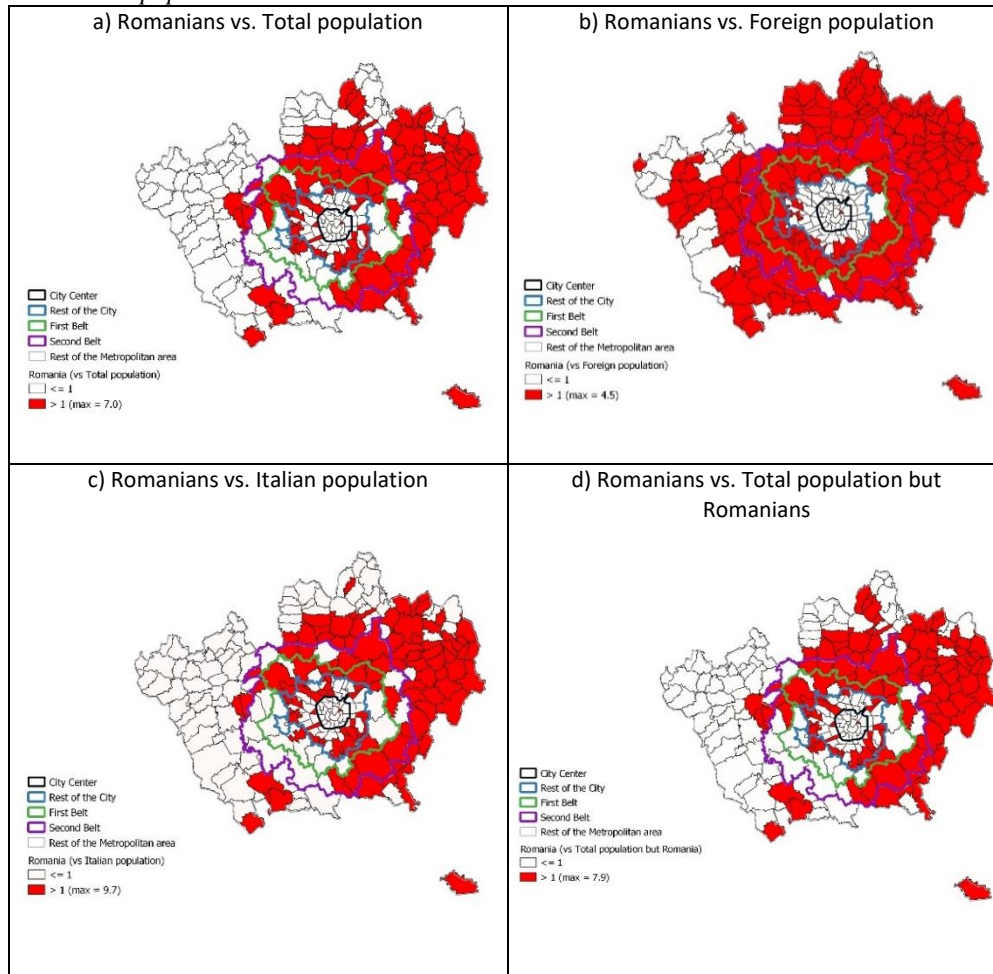 a) Romanians vs. Total population
City Center
Rest of the City
First Belt
Second Belt
Rest of the Metropolitan area
Romania (vs Total population)
<= 1
> 1 (max = 7.0)
b) Romanians vs. Foreign population
City Center
Rest of the City
First Belt
Second Belt
Rest of the Metropolitan area
Romania (vs Foreign population)
<= 1
> 1 (max = 4.5)
c) Romanians vs. Italian population
City Center
Rest of the City
First Belt
Second Belt
Rest of the Metropolitan area
Romania (vs Italian population)
<= 1
> 1 (max = 9.7)
d) Romanians vs. Total population but
Romanians
City Center
Rest of the City
First Belt
Second Belt
Rest of the Metropolitan area
Romania (vs Total population but Romania)
<= 1
> 1 (max = 7.9)